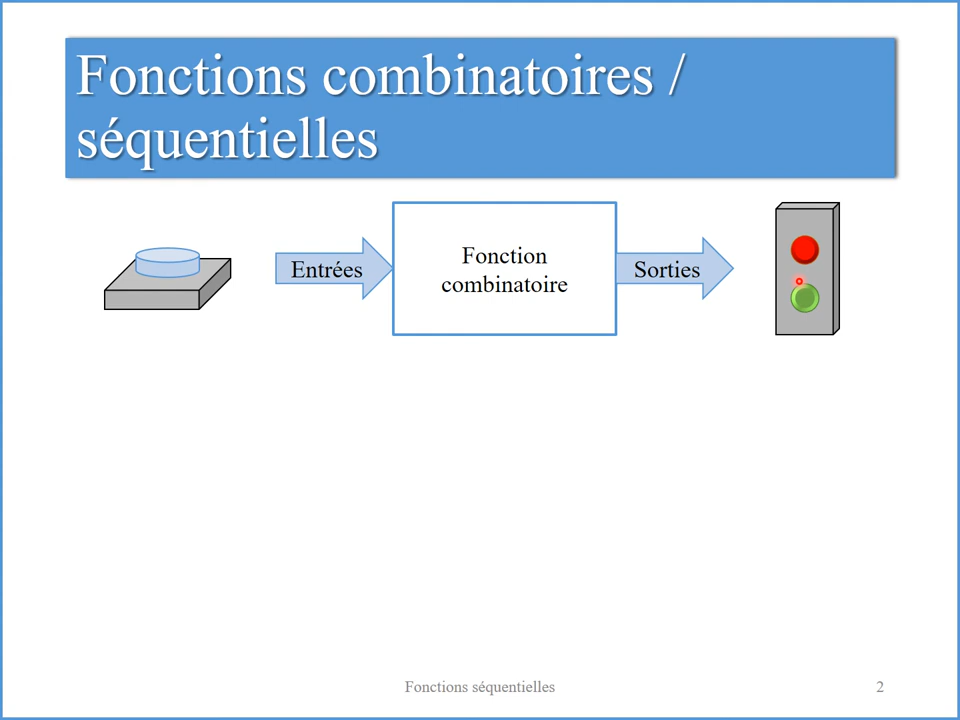 Fonctions combinatoires /
séquentielles
Entrées
Fonction
combinatoire
Sorties
Fonctions séquentielles
2